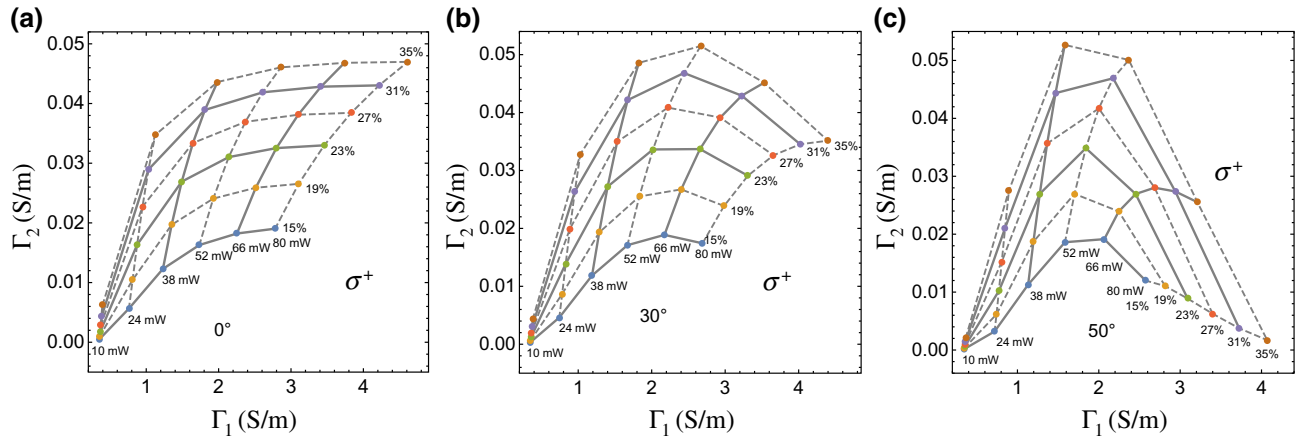 (a)
0.05
0.04
0.03
0.02
0.01
0.00
Γ2 (S/m)
35%
31%
27%
23%
19%
15%
80 mW
66 mW
52 mW
38 mW
24 mW
10 mW
0°
σ+
1 2 3 4
Γ1 (S/m)
(b)
0.05
0.04
0.03
0.02
0.01
0.00
Γ2 (S/m)
35%
31%
27%
23%
19%
15%
80 mW
66 mW
52 mW
38 mW
24 mW
10 mW
30°
σ+
1 2 3 4
Γ1 (S/m)
(c)
0.05
0.04
0.03
0.02
0.01
0.00
Γ2 (S/m)
σ+
52 mW
66 mW
38 mW
80 mW
15%
19%
23%
27%
31%
35%
24 mW
10 mW
50°
1 2 3 4
Γ1 (S/m)